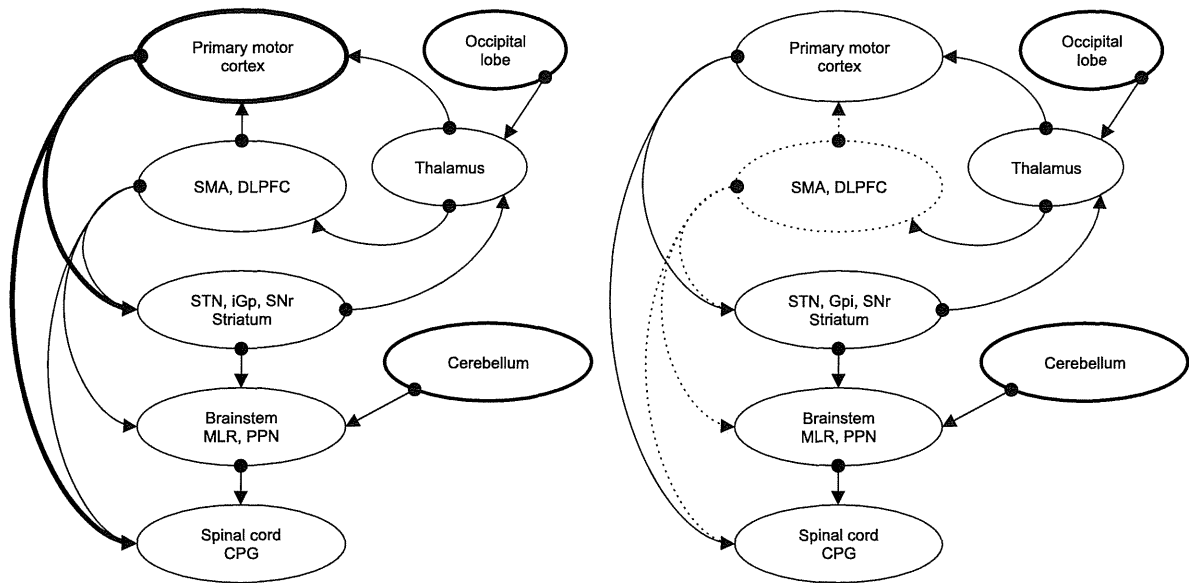 Primary motor
cortex
Occipital
lobe
Thalamus
SMA, DLPFC
STN, iGp, SNr
Striatum
Cerebellum
Brainstem
MLR, PPN
Spinal cord
CPG
Primary motor
cortex
Occipital
lobe
Thalamus
SMA, DLPFC
STN, Gpi, SNr
Striatum
Cerebellum
Brainstem
MLR, PPN
Spinal cord
CPG